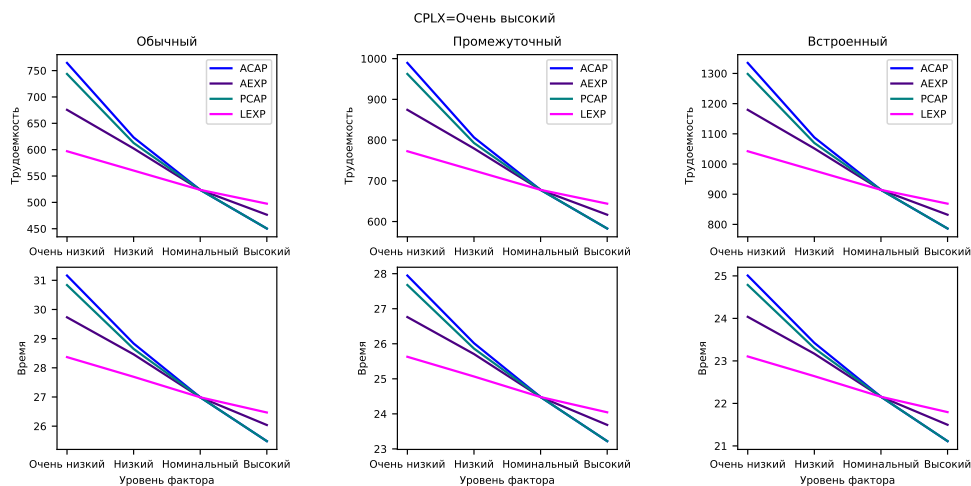 CPLX=Очень высокий
Обычный
Трудоемкость
750
700
650
600
550
500
450
ACAP
AEXP
PCAP
LEXP
Очень низкий Низкий Номинальный Высокий
Промежуточный
Трудоемкость
1000
900
800
700
600
ACAP
AEXP
PCAP
LEXP
Очень низкий Низкий Номинальный Высокий
Встроенный
Трудоемкость
1300
1200
1100
1000
900
800
ACAP
AEXP
PCAP
LEXP
Очень низкий Низкий Номинальный Высокий
Время
31
30
29
28
27
26
Очень низкий Низкий Номинальный Высокий
Уровень фактора
Время
28
27
26
25
24
23
Очень низкий Низкий Номинальный Высокий
Уровень фактора
Время
25
24
23
22
21
Очень низкий Низкий Номинальный Высокий
Уровень фактора